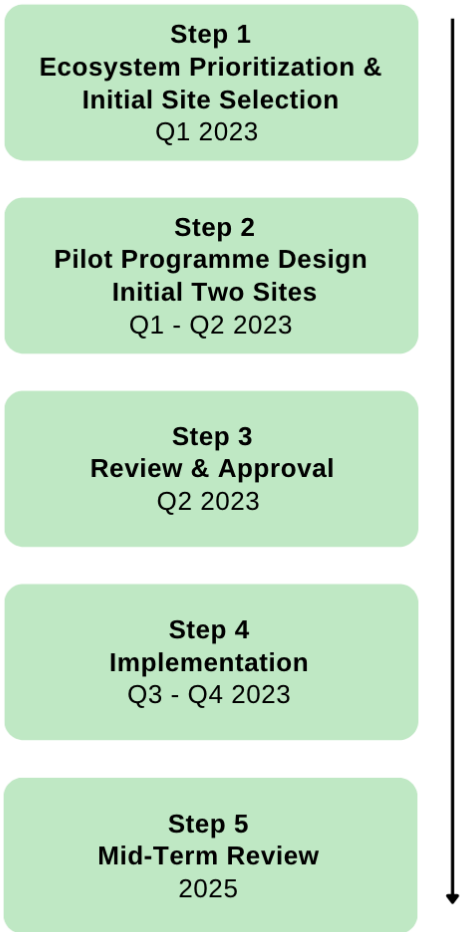 Step 1
Ecosystem Prioritization &
Initial Site Selection
Q1 2023
Step 2
Pilot Programme Design
Initial Two Sites
Q1 - Q2 2023
Step 3
Review & Approval
Q2 2023
Step 4
Implementation
Q3 - Q4 2023
Step 5
Mid-Term Review
2025